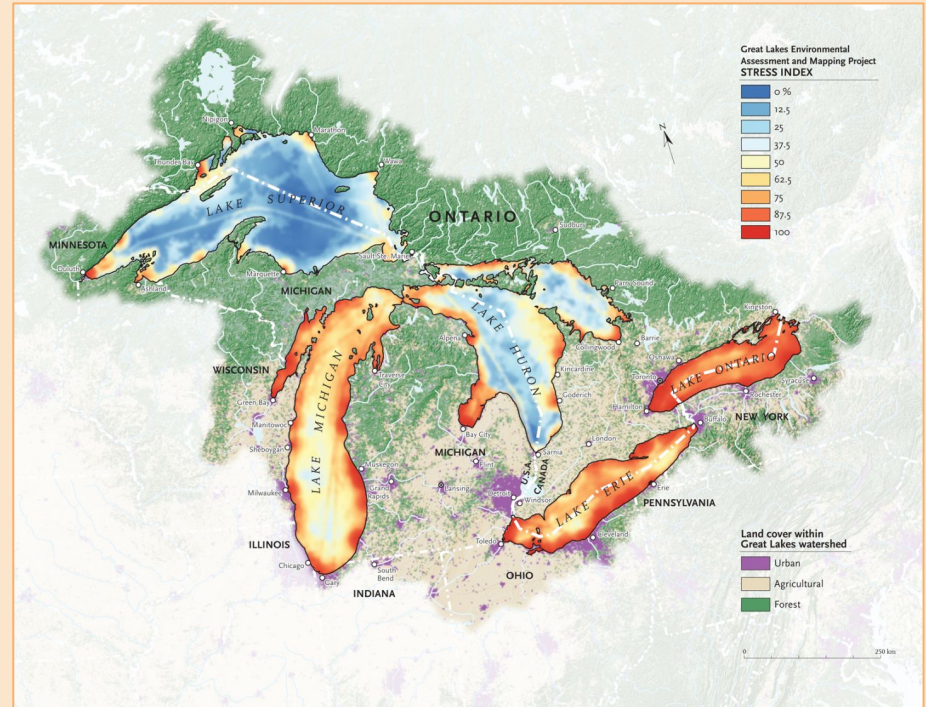 Great Lakes Environmental
Assessment and Mapping Project
STRESS INDEX
0 %
12.5
25
37.5
50
62.5
75
87.5
100
N
Nipigon
Marathon
Thunder Bay
Wawa
LAKE SUPERIOR
ONTARIO
Sudbury
MINNESOTA
Duluth
Ashland
Marquette
Sault Ste. Marie
MICHIGAN
Parry Sound
LAKE HURON
Kingston
Alpena
Collingwood
Barrie
Oshawa
WISCONSIN
Traverse
City
Kincardine
Toronto
LAKE ONTARIO
Syracuse
Green Bay
Goderich
Hamilton
Rochester
Manitowoc
LAKE MICHIGAN
Bay City
Buffalo
NEW YORK
London
Sheboygan
MICHIGAN
Sarnia
Muskegon
Flint
U.S.A.
CANADA
Grand
Rapids
Lansing
Milwaukee
Detroit
Windsor
LAKE ERIE
Erie
PENNSYLVANIA
Cleveland
Toledo
ILLINOIS
Chicago
Gary
South
Bend
OHIO
INDIANA
Land cover within
Great Lakes watershed
Urban
Agricultural
Forest
0
250 km